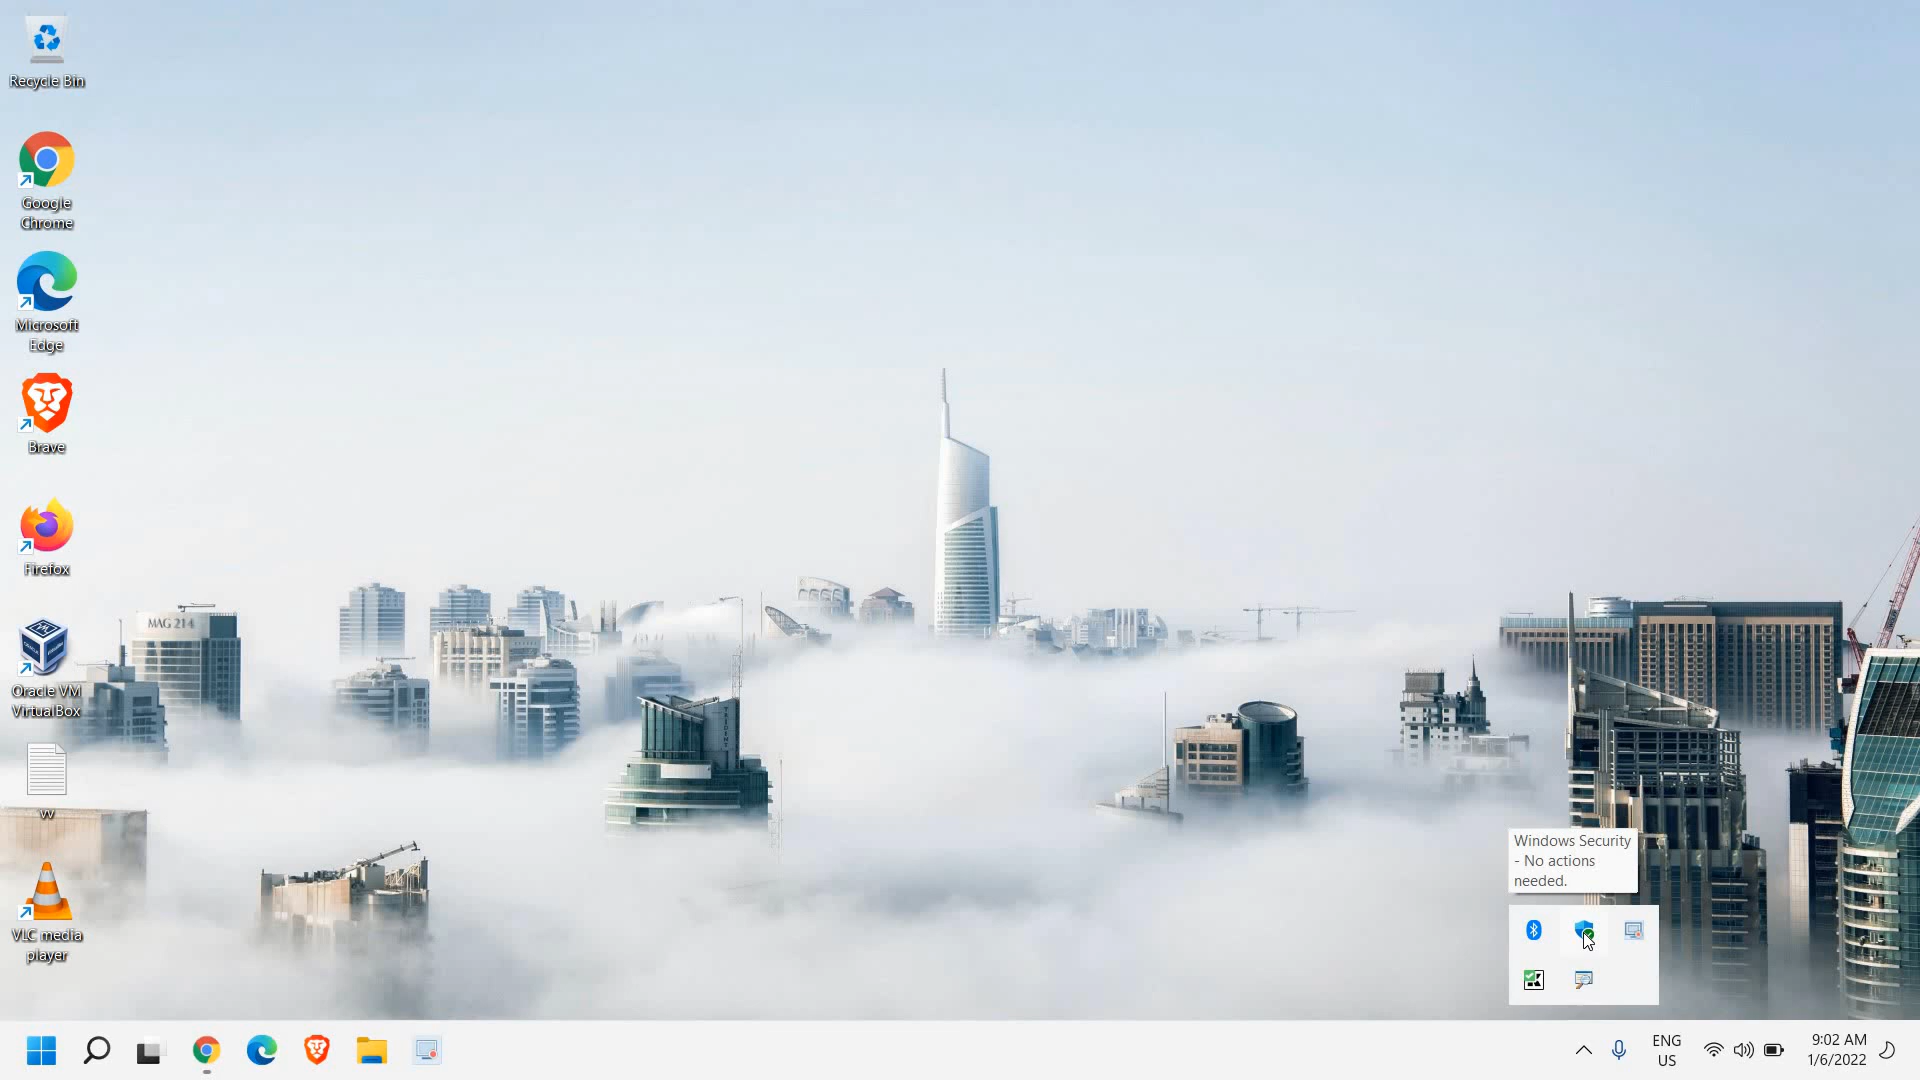 Recycle Bin
Google
Chrome
Microsoft
Edge
Brave
Firefox
Oracle VM
VirtualBox
vv
VLC media
player
MAG 214
Windows Security
- No actions
needed.
ENG
US
9:02 AM
1/6/2022